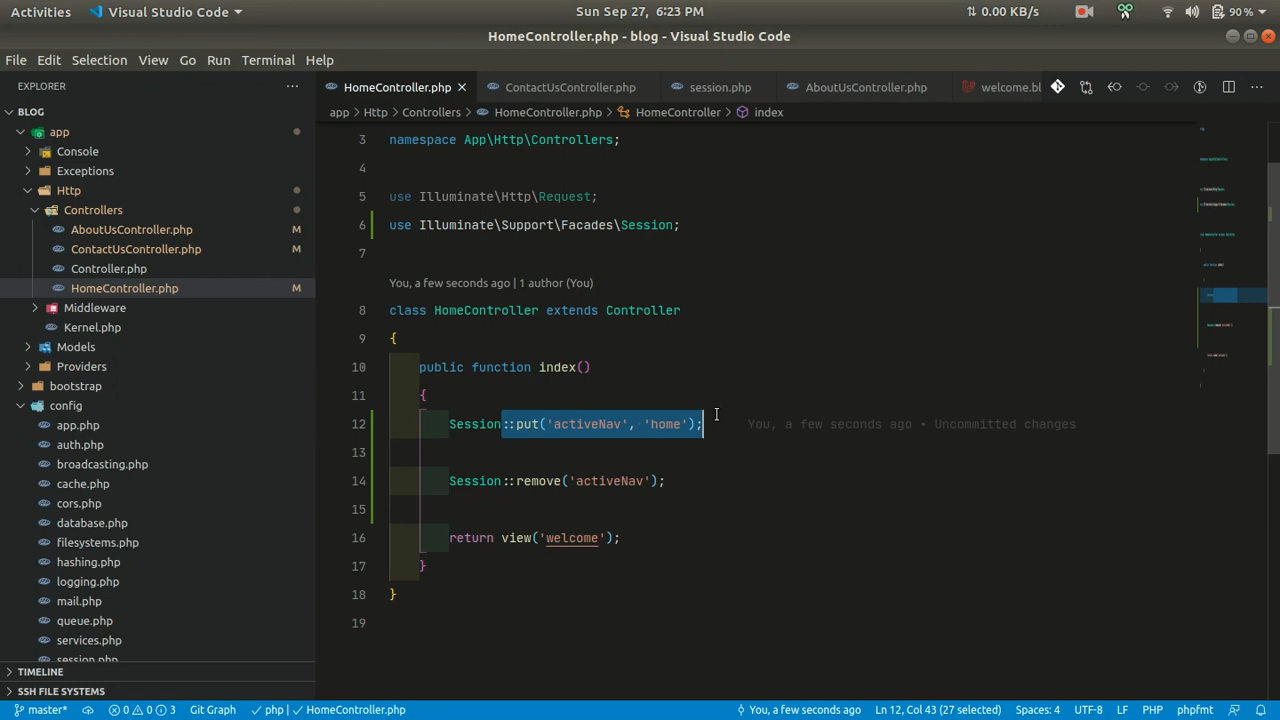 Activities Visual Studio Code Sun Sep 27, 6:23 PM 0.00 KB/s 90 %
HomeController.php - blog - Visual Studio Code
File Edit Selection View Go Run Terminal Help
EXPLORER
BLOG
app
Console
Exceptions
Http
Controllers
AboutUsController.php M
ContactUsController.php M
Controller.php
HomeController.php M
Middleware
Kernel.php
Models
Providers
bootstrap
config
app.php
auth.php
broadcasting.php
cache.php
cors.php
database.php
filesystems.php
hashing.php
logging.php
mail.php
queue.php
services.php
session.php
TIMELINE
SSH FILE SYSTEMS
HomeController.php ContactUsController.php session.php AboutUsController.php welcome.bl
app > Http > Controllers > HomeController.php > HomeController > index
3 namespace App\Http\Controllers;
4
5 use Illuminate\Http\Request;
6 use Illuminate\Support\Facades\Session;
7
You, a few seconds ago | 1 author (You)
8 class HomeController extends Controller
9 {
10 public function index()
11 {
12 Session::put('activeNav', 'home'); You, a few seconds ago • Uncommitted changes
13
14 Session::remove('activeNav');
15
16 return view('welcome');
17 }
18 }
19
master* 0 0 3 Git Graph php | HomeController.php You, a few seconds ago Ln 12, Col 43 (27 selected) Spaces: 4 UTF-8 LF PHP phpfmt